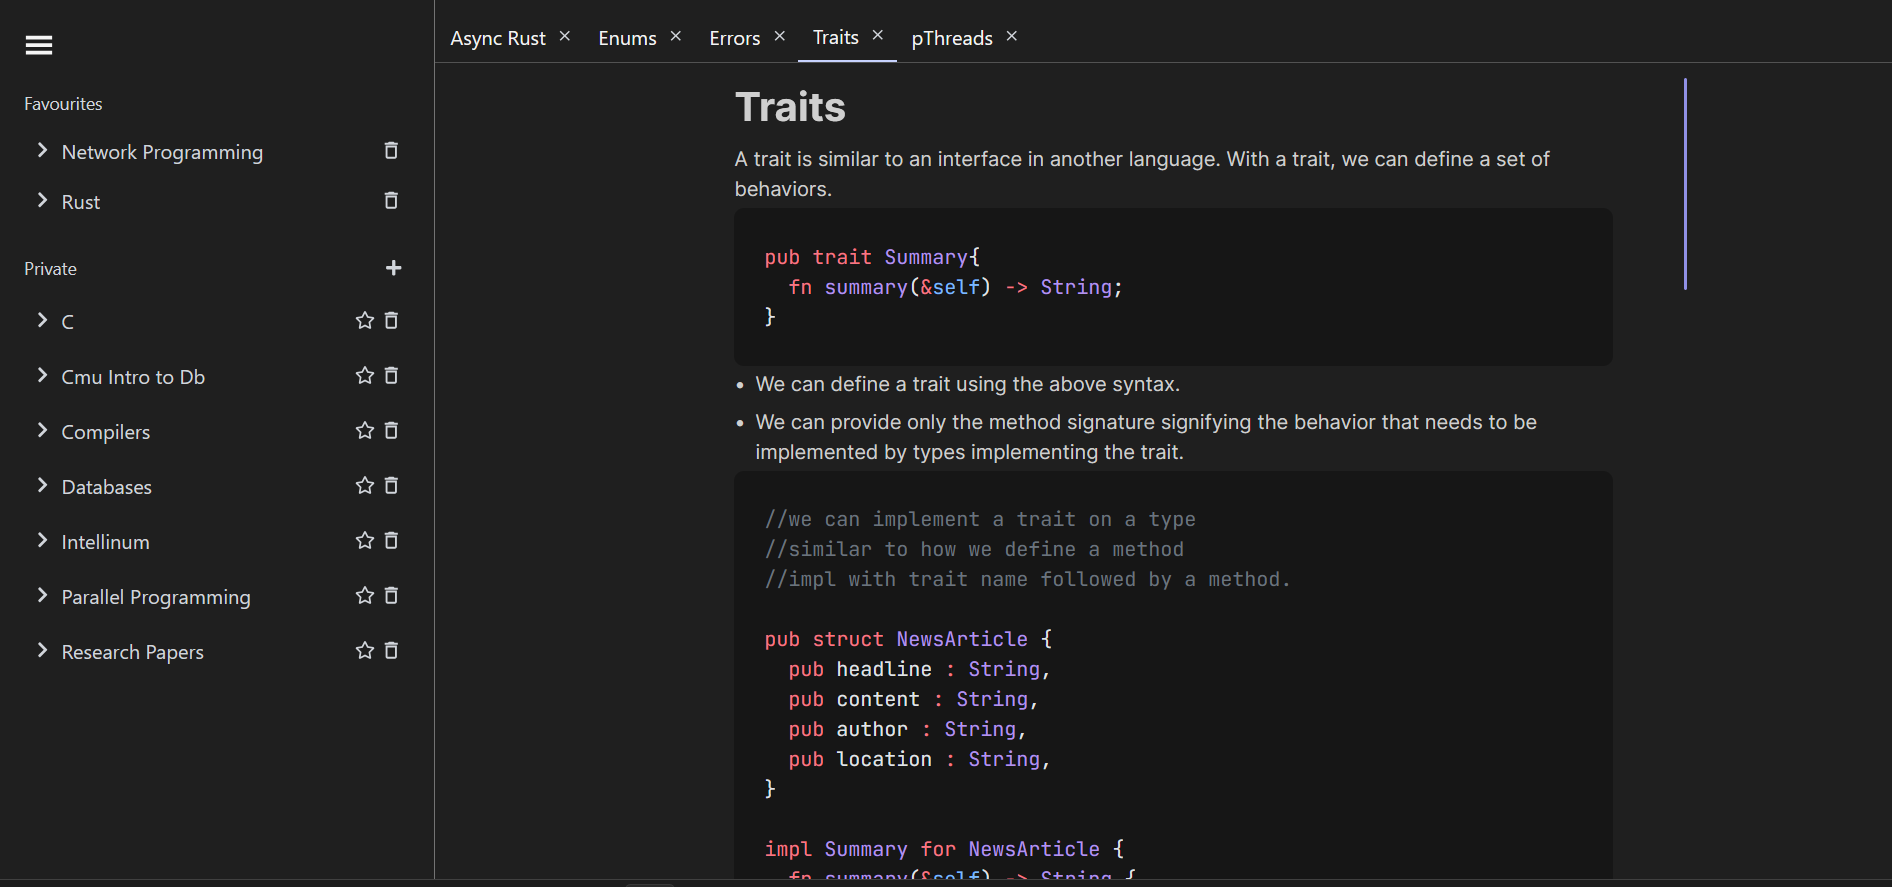 Async Rust × Enums × Errors × Traits × pThreads ×
Favourites
Network Programming
Rust
Private +
C
Cmu Intro to Db
Compilers
Databases
Intellinum
Parallel Programming
Research Papers
Traits
A trait is similar to an interface in another language. With a trait, we can define a set of
behaviors.
pub trait Summary{
  fn summary(&self) -> String;
}
• We can define a trait using the above syntax.
• We can provide only the method signature signifying the behavior that needs to be
implemented by types implementing the trait.
//we can implement a trait on a type
//similar to how we define a method
//impl with trait name followed by a method.
pub struct NewsArticle {
  pub headline : String,
  pub content : String,
  pub author : String,
  pub location : String,
}
impl Summary for NewsArticle {
  fn summary(&self) -> String {